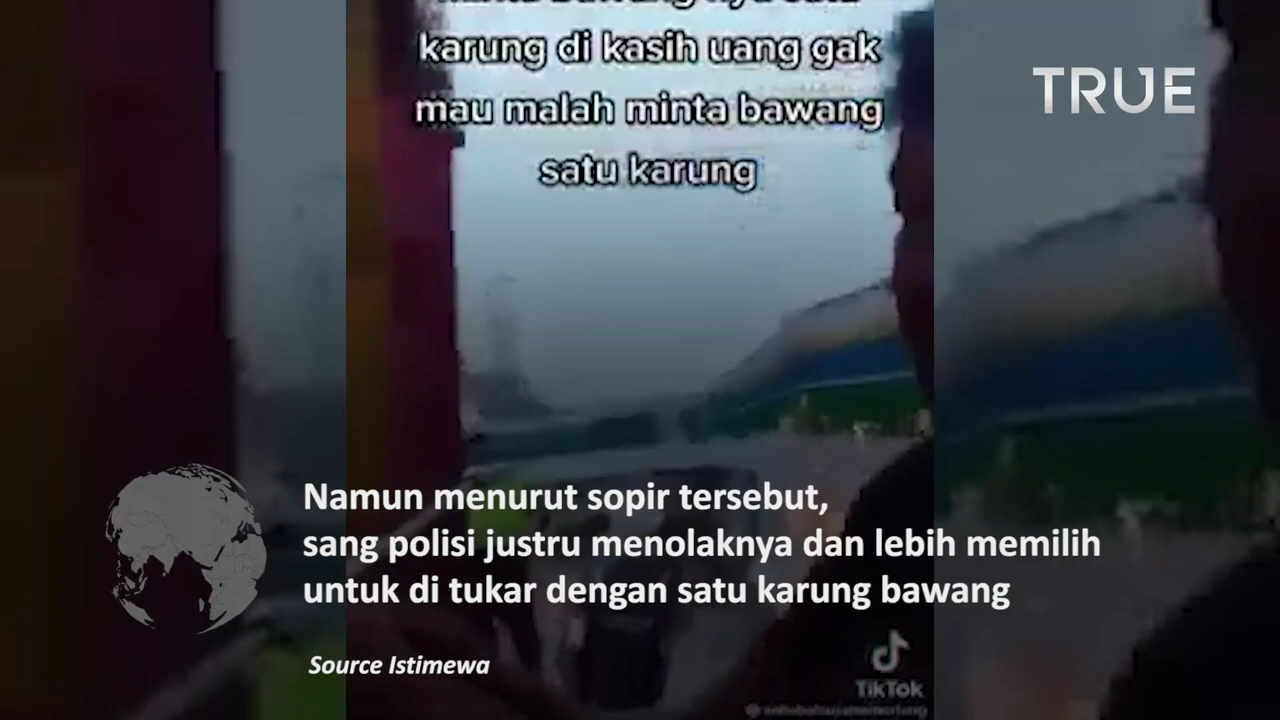 karung di kasih uang gak
mau malah minta bawang
satu karung
TRUE
Namun menurut sopir tersebut,
sang polisi justru menolaknya dan lebih memilih
untuk di tukar dengan satu karung bawang
Source Istimewa
TikTok